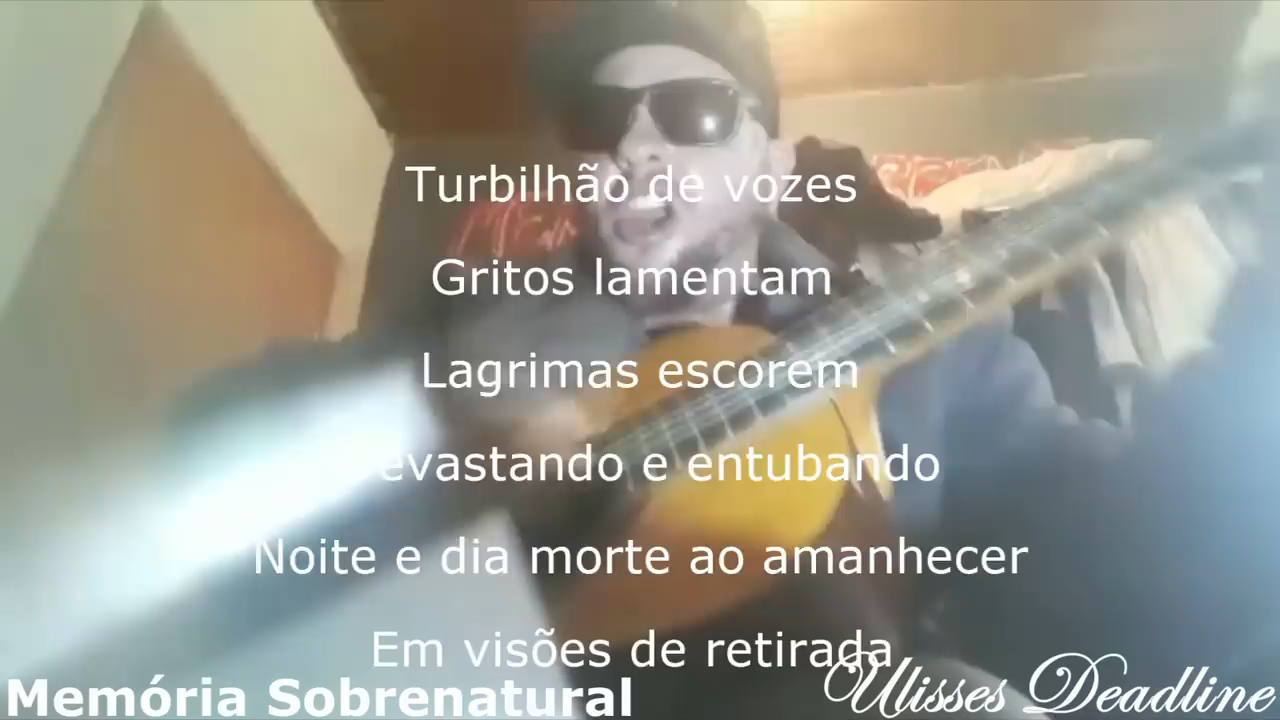 Turbilhão de vozes
Gritos lamentam
Lagrimas escorem
evastando e entubando
Noite e dia morte ao amanhecer
Em visões de retirada
Memória Sobrenatural
Ulisses Deadline